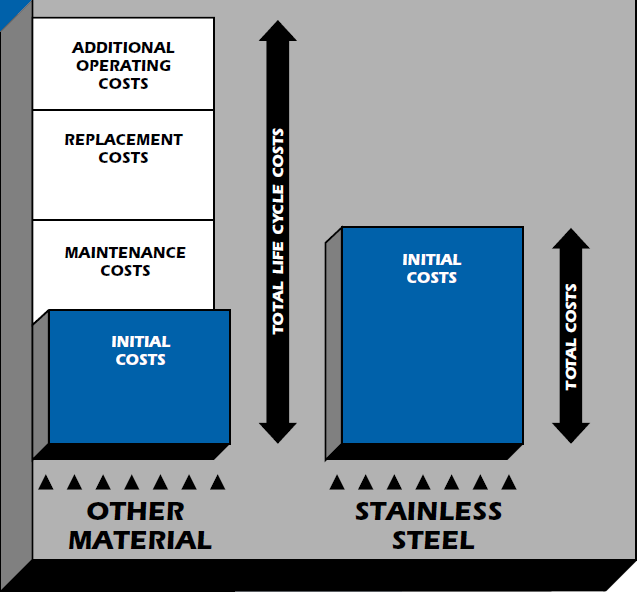 ADDITIONAL
OPERATING
COSTS
REPLACEMENT
COSTS
MAINTENANCE
COSTS
INITIAL
COSTS
TOTAL LIFE CYCLE COSTS
INITIAL
COSTS
TOTAL COSTS
OTHER
MATERIAL
STAINLESS
STEEL